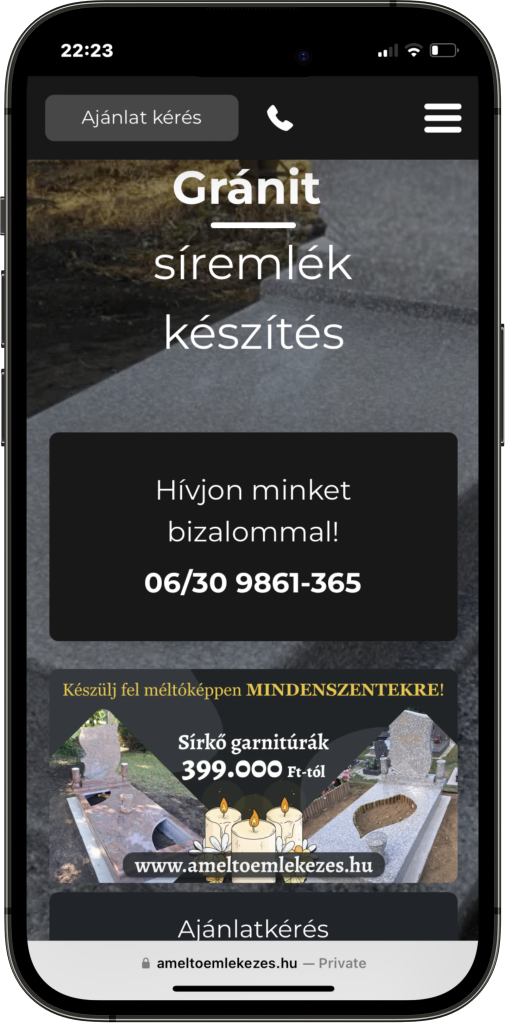 22:23
Ajánlat kérés
Gránit
síremlék
készítés
Hívjon minket
bizalommal!
06/30 9861-365
Készülj fel méltóképpen MINDENSZENTEKRE!
Sírkő garnitúrák
399.000 Ft-tól
www.ameltoemlekezes.hu
Ajánlatkérés
ameltoemlekezes.hu — Private